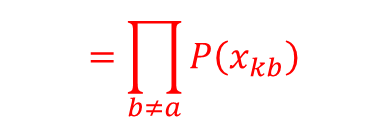 = ∏_{b≠a} P(x_{kb})